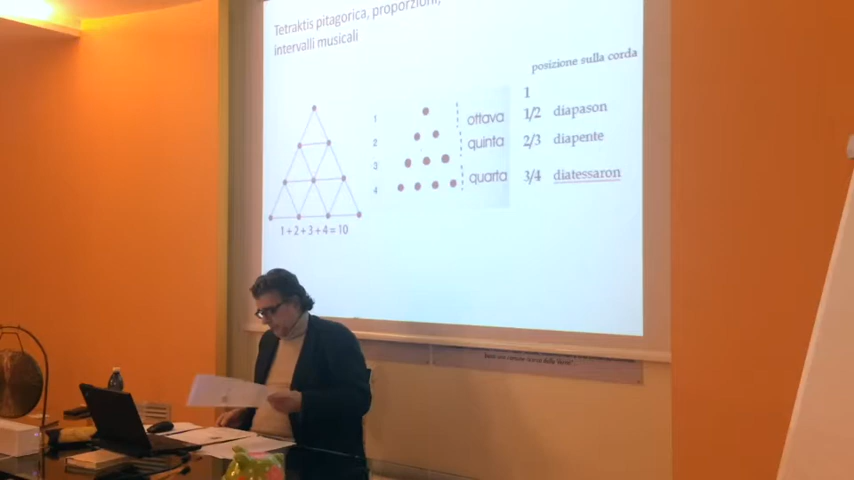 Tetraktis pitagorica, proporzioni,
intervalli musicali
posizione sulla corda
1
1
ottava 1/2 diapason
2
quinta 2/3 diapente
3
quarta 3/4 diatessaron
4
1+2+3+4=10